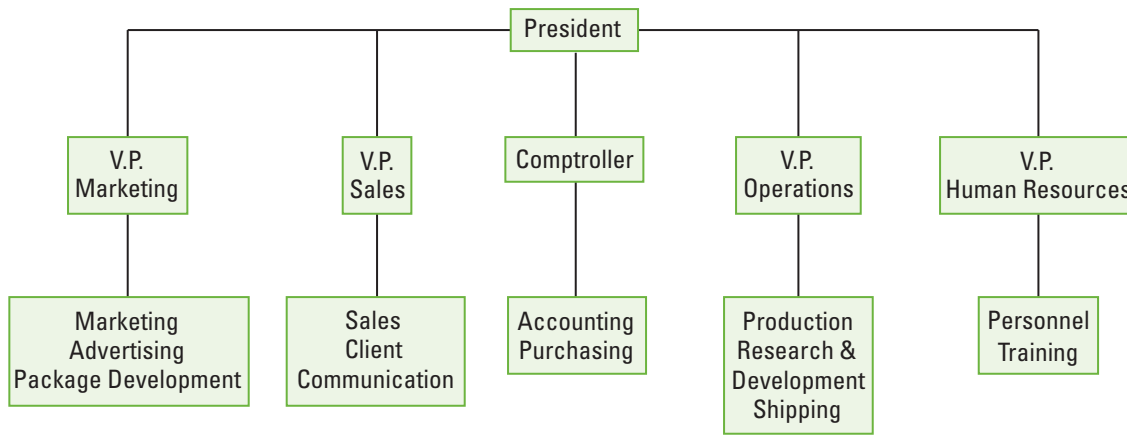 President
V.P.
Marketing
V.P.
Sales
Comptroller
V.P.
Operations
V.P.
Human Resources
Marketing
Advertising
Package Development
Sales
Client
Communication
Accounting
Purchasing
Production
Research &
Development
Shipping
Personnel
Training